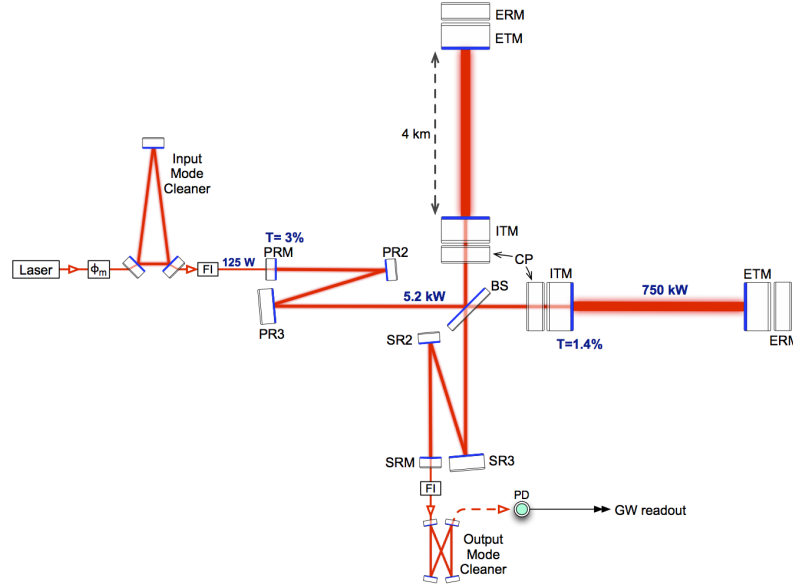 ERM
ETM
4 km
Input
Mode
Cleaner
ITM
CP
T= 3%
PRM
PR2
125 W
Laser
ϕm
FI
BS
ITM
ETM
5.2 kW
750 kW
PR3
SR2
T=1.4%
ERM
SRM
SR3
FI
PD
GW readout
Output
Mode
Cleaner